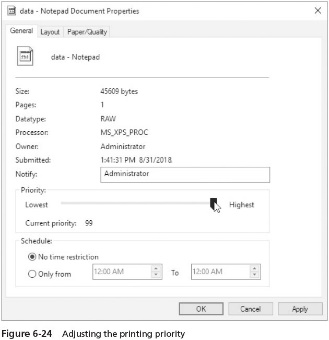 data - Notepad Document Properties
General Layout Paper/Quality
data - Notepad
Size: 45609 bytes
Pages: 1
Datatype: RAW
Processor: MS_XPS_PROC
Owner: Administrator
Submitted: 1:41:31 PM 8/31/2018
Notify: Administrator
Priority:
Lowest Highest
Current priority: 99
Schedule:
No time restriction
Only from 12:00 AM To 12:00 AM
OK Cancel Apply
Figure 6-24 Adjusting the printing priority